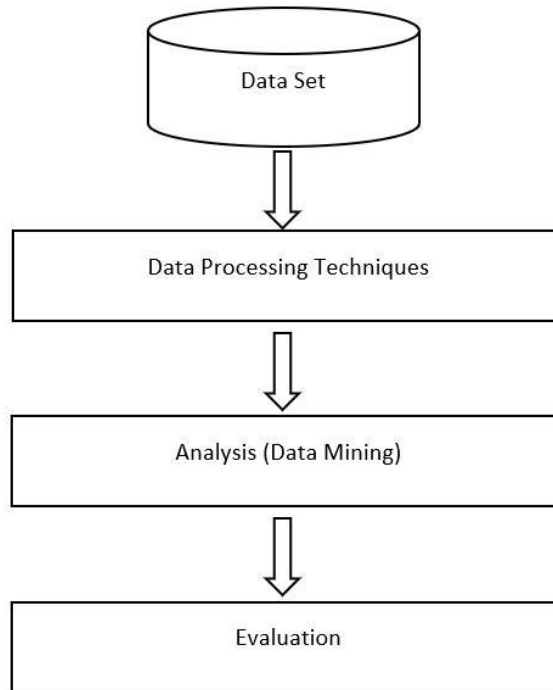 Data Set
Data Processing Techniques
Analysis (Data Mining)
Evaluation